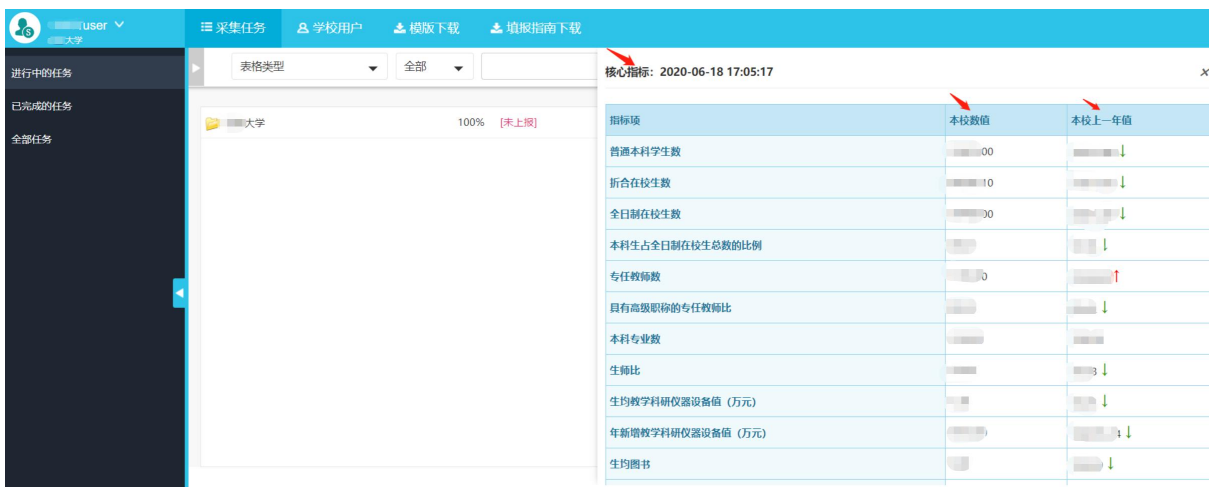 user
大学
采集任务
学校用户
模版下载
填报指南下载
进行中的任务
已完成的任务
全部任务
表格类型
全部
大学 100% [未上报]
核心指标: 2020-06-18 17:05:17
×
指标项 本校数值 本校上一年值
普通本科学生数 00 ↓
折合在校生数 10 ↓
全日制在校生数 00 ↓
本科生占全日制在校生总数的比例 ↓
专任教师数 0 ↑
具有高级职称的专任教师比 ↓
本科专业数
生师比 3 ↓
生均教学科研仪器设备值 (万元) ↓
年新增教学科研仪器设备值 (万元) 4 ↓
生均图书 ↓